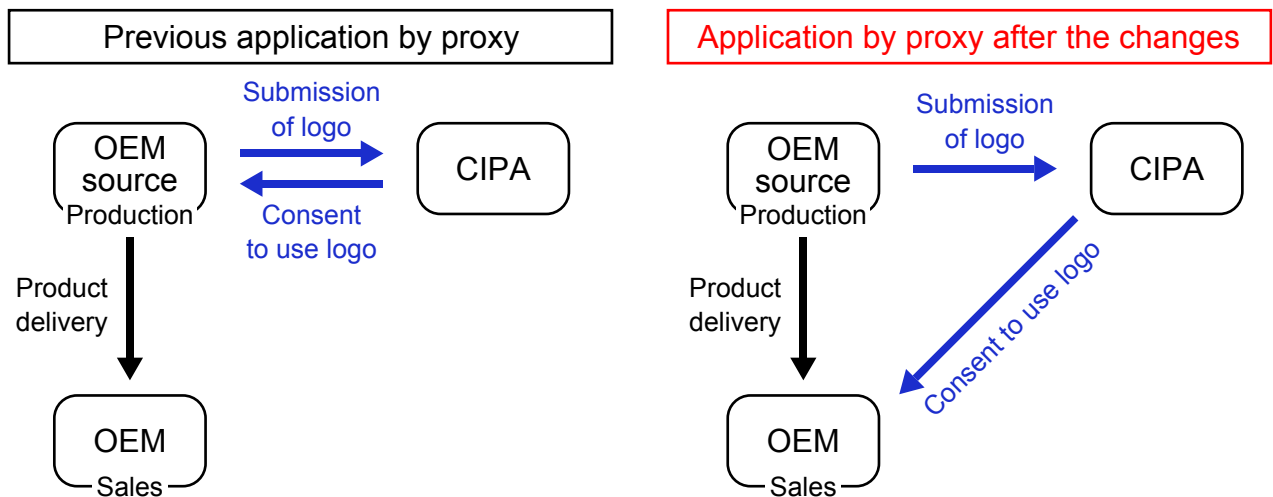 Previous application by proxy
Submission
of logo
OEM
source
Production
CIPA
Consent
to use logo
Product
delivery
OEM
Sales
Application by proxy after the changes
Submission
of logo
OEM
source
Production
CIPA
Consent to use logo
Product
delivery
OEM
Sales